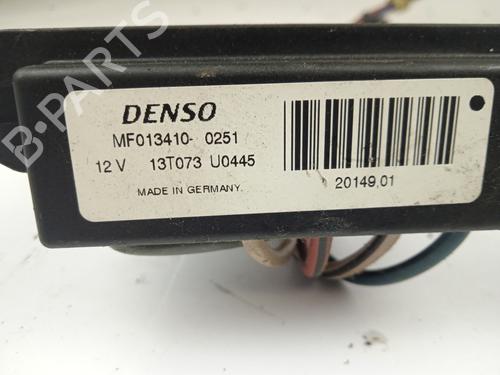 DENSO
MF013410- 0251
12 V 13T073 U0445
MADE IN GERMANY.
20149,01
B-PARTS